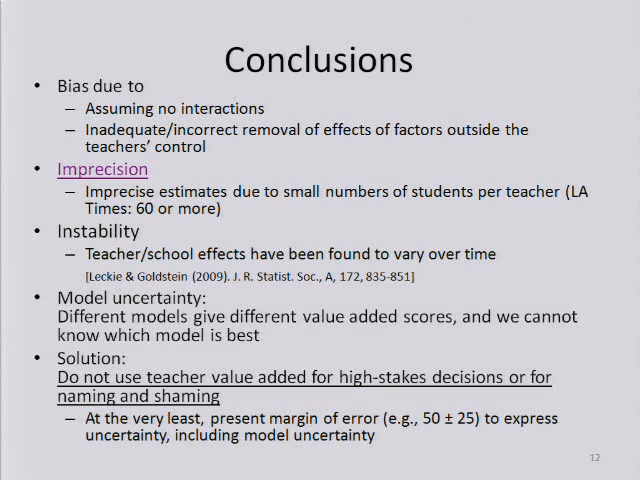 Conclusions
• Bias due to
– Assuming no interactions
– Inadequate/incorrect removal of effects of factors outside the
teachers' control
• Imprecision
– Imprecise estimates due to small numbers of students per teacher (LA
Times: 60 or more)
• Instability
– Teacher/school effects have been found to vary over time
[Leckie & Goldstein (2009). J. R. Statist. Soc., A, 172, 835-851]
• Model uncertainty:
Different models give different value added scores, and we cannot
know which model is best
• Solution:
Do not use teacher value added for high-stakes decisions or for
naming and shaming
– At the very least, present margin of error (e.g., 50 ± 25) to express
uncertainty, including model uncertainty
12